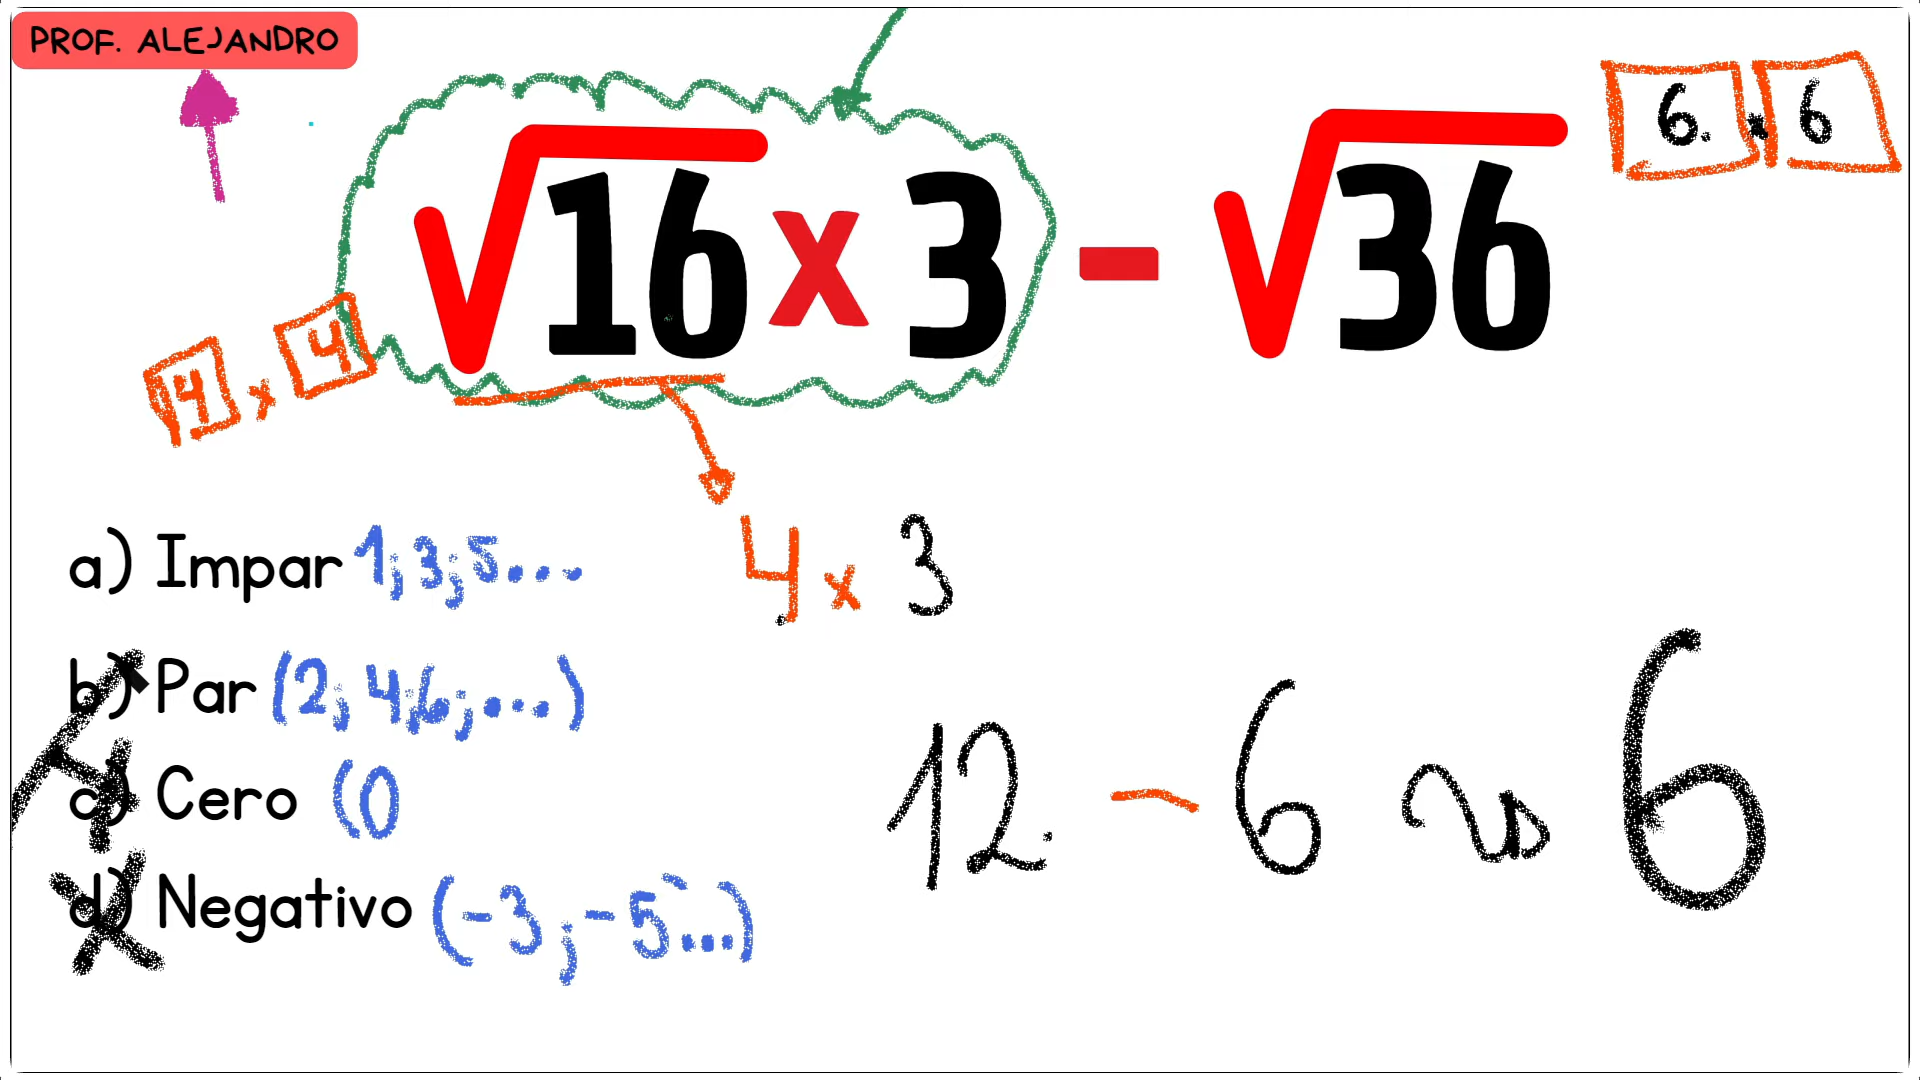 PROF. ALEJANDRO
6 . x 6
√16 x 3 - √36
4 x 4
4 x 3
a) Impar 1; 3; 5...
b) Par (2; 4; 6; ...)
c) Cero (0
d) Negativo (-3; -5...)
12 - 6 6